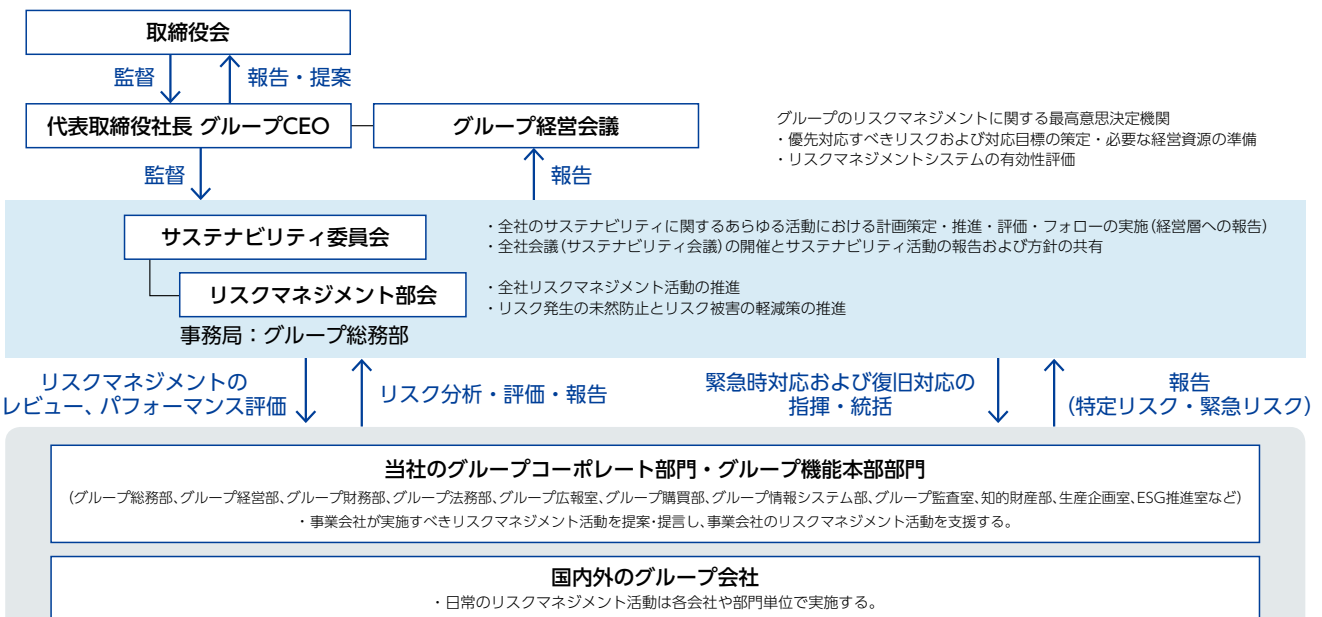 取締役会
監督
報告・提案
代表取締役社長 グループCEO
グループ経営会議
グループのリスクマネジメントに関する最高意思決定機関
・優先対応すべきリスクおよび対応目標の策定・必要な経営資源の準備
・リスクマネジメントシステムの有効性評価
監督
報告
サステナビリティ委員会
・全社のサステナビリティに関するあらゆる活動における計画策定・推進・評価・フォローの実施(経営層への報告)
・全社会議(サステナビリティ会議)の開催とサステナビリティ活動の報告および方針の共有
リスクマネジメント部会
・全社リスクマネジメント活動の推進
・リスク発生の未然防止とリスク被害の軽減策の推進
事務局：グループ総務部
リスクマネジメントの
レビュー、パフォーマンス評価
リスク分析・評価・報告
緊急時対応および復旧対応の
指揮・統括
報告
(特定リスク・緊急リスク)
当社のグループコーポレート部門・グループ機能本部部門
(グループ総務部、グループ経営部、グループ財務部、グループ法務部、グループ広報室、グループ購買部、グループ情報システム部、グループ監査室、知的財産部、生産企画室、ESG推進室など)
・事業会社が実施すべきリスクマネジメント活動を提案・提言し、事業会社のリスクマネジメント活動を支援する。
国内外のグループ会社
・日常のリスクマネジメント活動は各会社や部門単位で実施する。